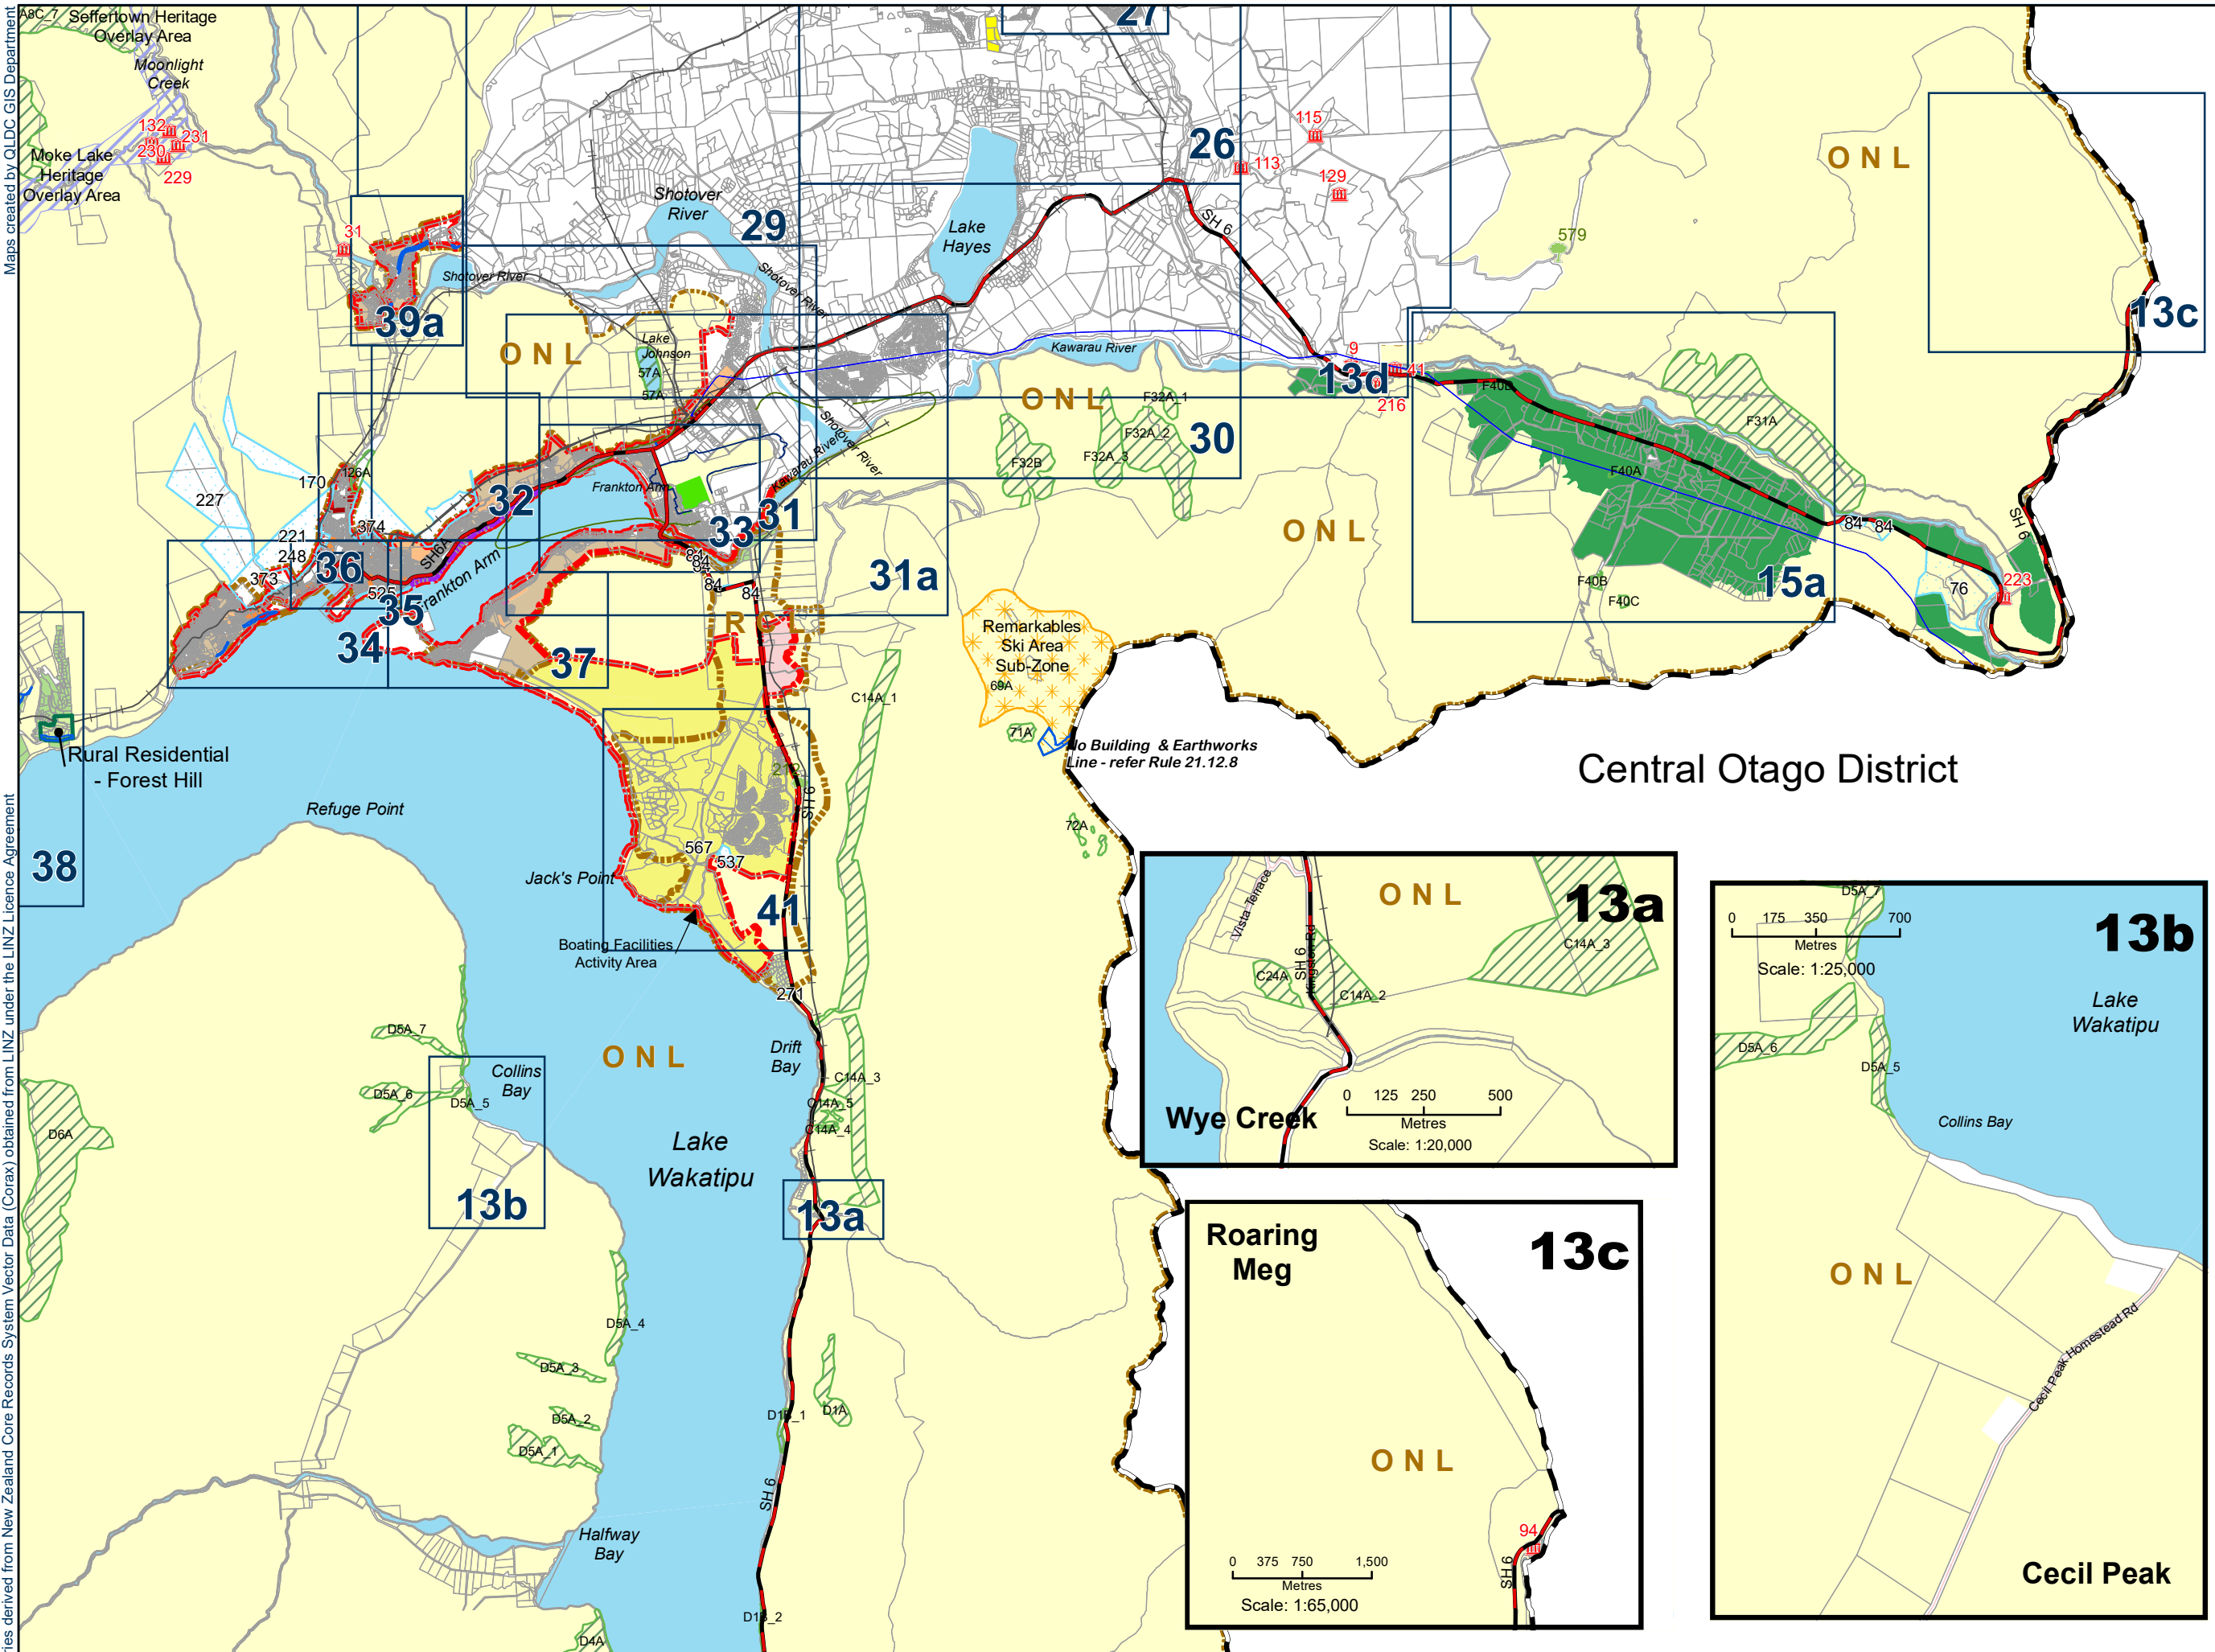 Maps created by QLDC GIS Department
ries derived from New Zealand Core Records System Vector Data (Corax) obtained from LINZ under the LINZ Licence Agreement
A8C_7
Seffertown Heritage
Overlay Area
Moonlight
Creek
132
231
230
229
Moke Lake
Heritage
Overlay Area
31
39a
Shotover River
Shotover
River
29
27
26
115
113
129
Lake
Hayes
SH 6
Shotover River
579
O N L
13c
O N L
Lake
Johnson
57A
57A
Kawarau River
O N L
9
13d
41
216
F40D
F31A
F32A_1
F32A_2
F32A_3
F32B
30
F40A
Shotover River
Kawarau River
126A
170
227
374
221
248
373
36
525
35
34
32
SH6A
Frankton Arm
Frankton Arm
33
31
84
84
84
31a
O N L
84
84
SH 6
76
223
15a
F40B
F40C
R C L
37
Remarkables
Ski Area
Sub-Zone
69A
71A
No Building & Earthworks
Line - refer Rule 21.12.8
Central Otago District
C14A_1
Rural Residential
- Forest Hill
Refuge Point
38
SH 6
72A
567
537
Jack's Point
41
Boating Facilities
Activity Area
271
D5A_7
O N L
Drift
Bay
Collins
Bay
D5A_6
D5A_5
C14A_3
C14A_5
C14A_4
D6A
Lake
Wakatipu
13b
13a
D5A_4
D5A_3
D5A_2
D5A_1
D1B_1
D1A
SH 6
Halfway
Bay
D1B_2
D4A
Vista Terrace
O N L
13a
C14A_3
SH 6
Kingston Rd
C24A
C14A_2
Wye Creek
0 125 250 500
Metres
Scale: 1:20,000
Roaring
Meg
13c
O N L
94
SH 6
0 375 750 1,500
Metres
Scale: 1:65,000
D5A_7
0 175 350 700
Metres
Scale: 1:25,000
13b
Lake
Wakatipu
D5A_6
D5A_5
Collins Bay
O N L
Cecil Peak Homestead Rd
Cecil Peak